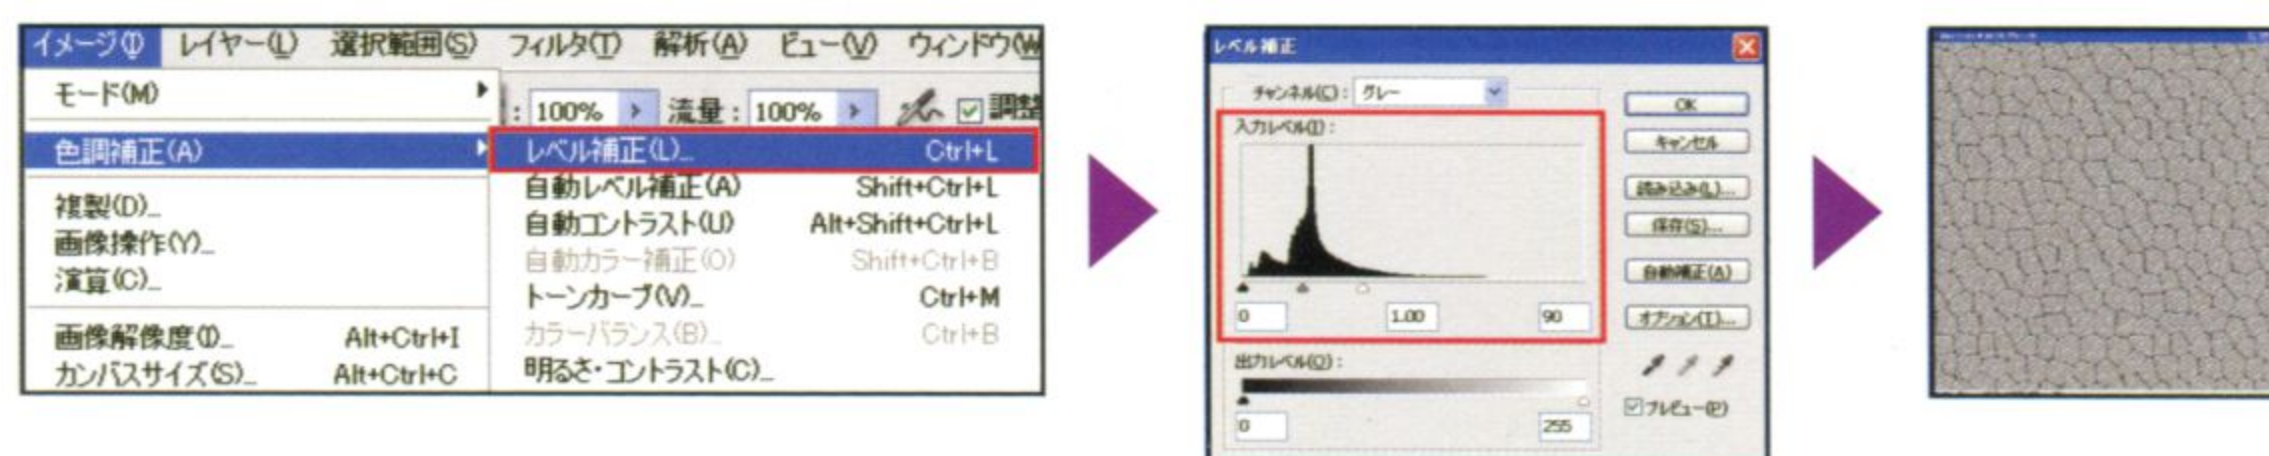 イメージ(I) レイヤー(L) 選択範囲(S) フィルタ(T) 解析(A) ビュー(V) ウィンドウ(W
モード(M)
: 100% 流量: 100% 調整
色調補正(A)
レベル補正(L)... Ctrl+L
自動レベル補正(A) Shift+Ctrl+L
自動コントラスト(U) Alt+Shift+Ctrl+L
自動カラー補正(O) Shift+Ctrl+B
トーンカーブ(V)... Ctrl+M
カラーバランス(B)... Ctrl+B
明るさ・コントラスト(C)...
複製(D)...
画像操作(Y)...
演算(C)...
画像解像度(I)... Alt+Ctrl+I
カンバスサイズ(S)... Alt+Ctrl+C
レベル補正
チャンネル(C): グレー
入力レベル(I):
0 1.00 90
出力レベル(O):
0 255
OK
キャンセル
読み込み(L)...
保存(S)...
自動補正(A)
オプション(T)...
プレビュー(P)